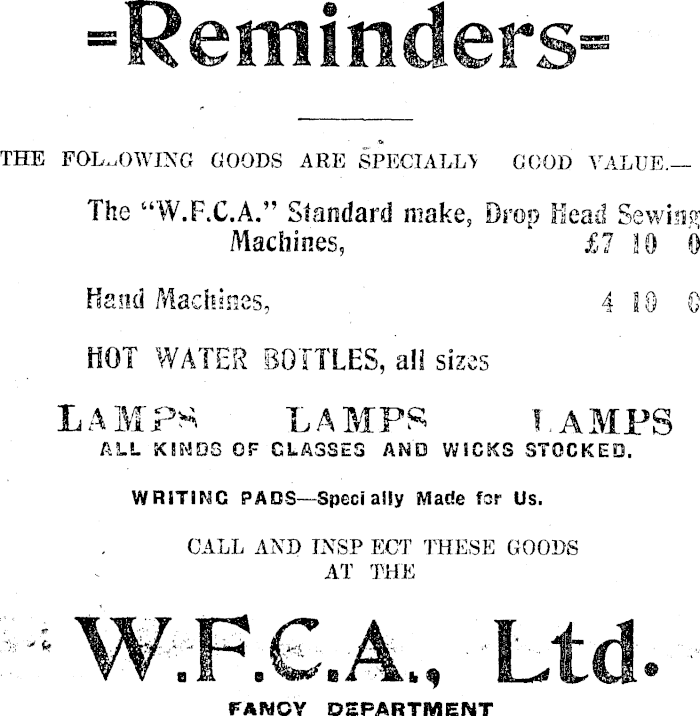 =Reminders=
THE FOLLOWING GOODS ARE SPECIALLY GOOD VALUE.—
The “W.F.C.A.” Standard make, Drop Head Sewing
Machines, £7 10 0
Hand Machines, 4 10 0
HOT WATER BOTTLES, all sizes
LAMPS LAMPS LAMPS
ALL KINDS OF GLASSES AND WICKS STOCKED.
WRITING PADS—Specially Made for Us.
CALL AND INSPECT THESE GOODS
AT THE
W.F.C.A., Ltd.
FANCY DEPARTMENT